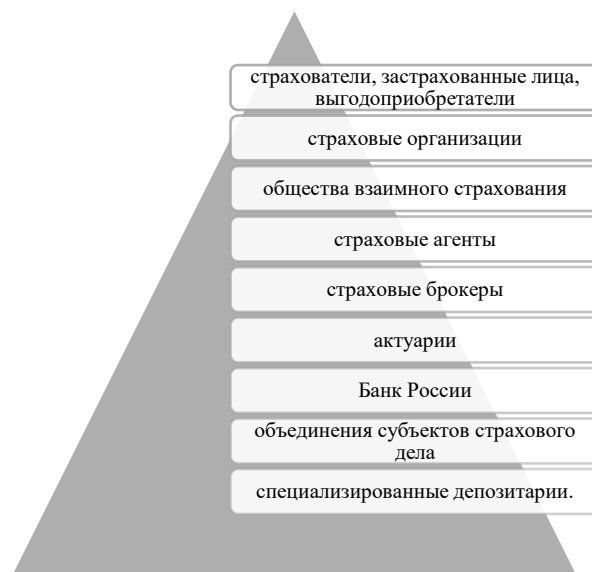 страхователи, застрахованные лица,
выгодоприобретатели
страховые организации
общества взаимного страхования
страховые агенты
страховые брокеры
актуарии
Банк России
объединения субъектов страхового
дела
специализированные депозитарии.